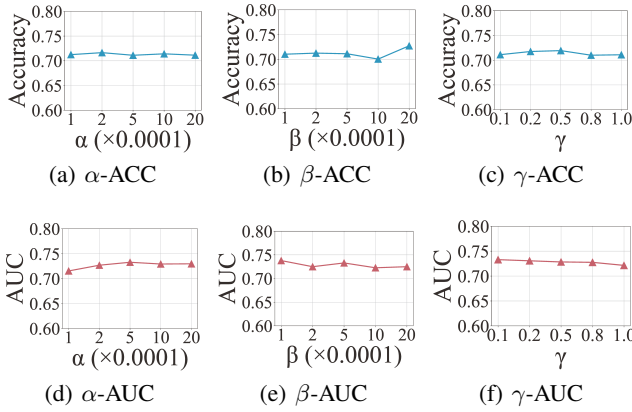 0.80
0.75
0.70
0.65
0.60
Accuracy
1 2 5 10 20
α (×0.0001)
(a) α-ACC
0.80
0.75
0.70
0.65
0.60
Accuracy
1 2 5 10 20
β (×0.0001)
(b) β-ACC
0.80
0.75
0.70
0.65
0.60
Accuracy
0.1 0.2 0.5 0.8 1.0
γ
(c) γ-ACC
0.80
0.75
0.70
0.65
0.60
AUC
1 2 5 10 20
α (×0.0001)
(d) α-AUC
0.80
0.75
0.70
0.65
0.60
AUC
1 2 5 10 20
β (×0.0001)
(e) β-AUC
0.80
0.75
0.70
0.65
0.60
AUC
0.1 0.2 0.5 0.8 1.0
γ
(f) γ-AUC